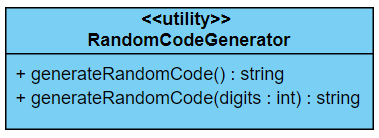 <<utility>>
RandomCodeGenerator
+ generateRandomCode() : string
+ generateRandomCode(digits : int) : string